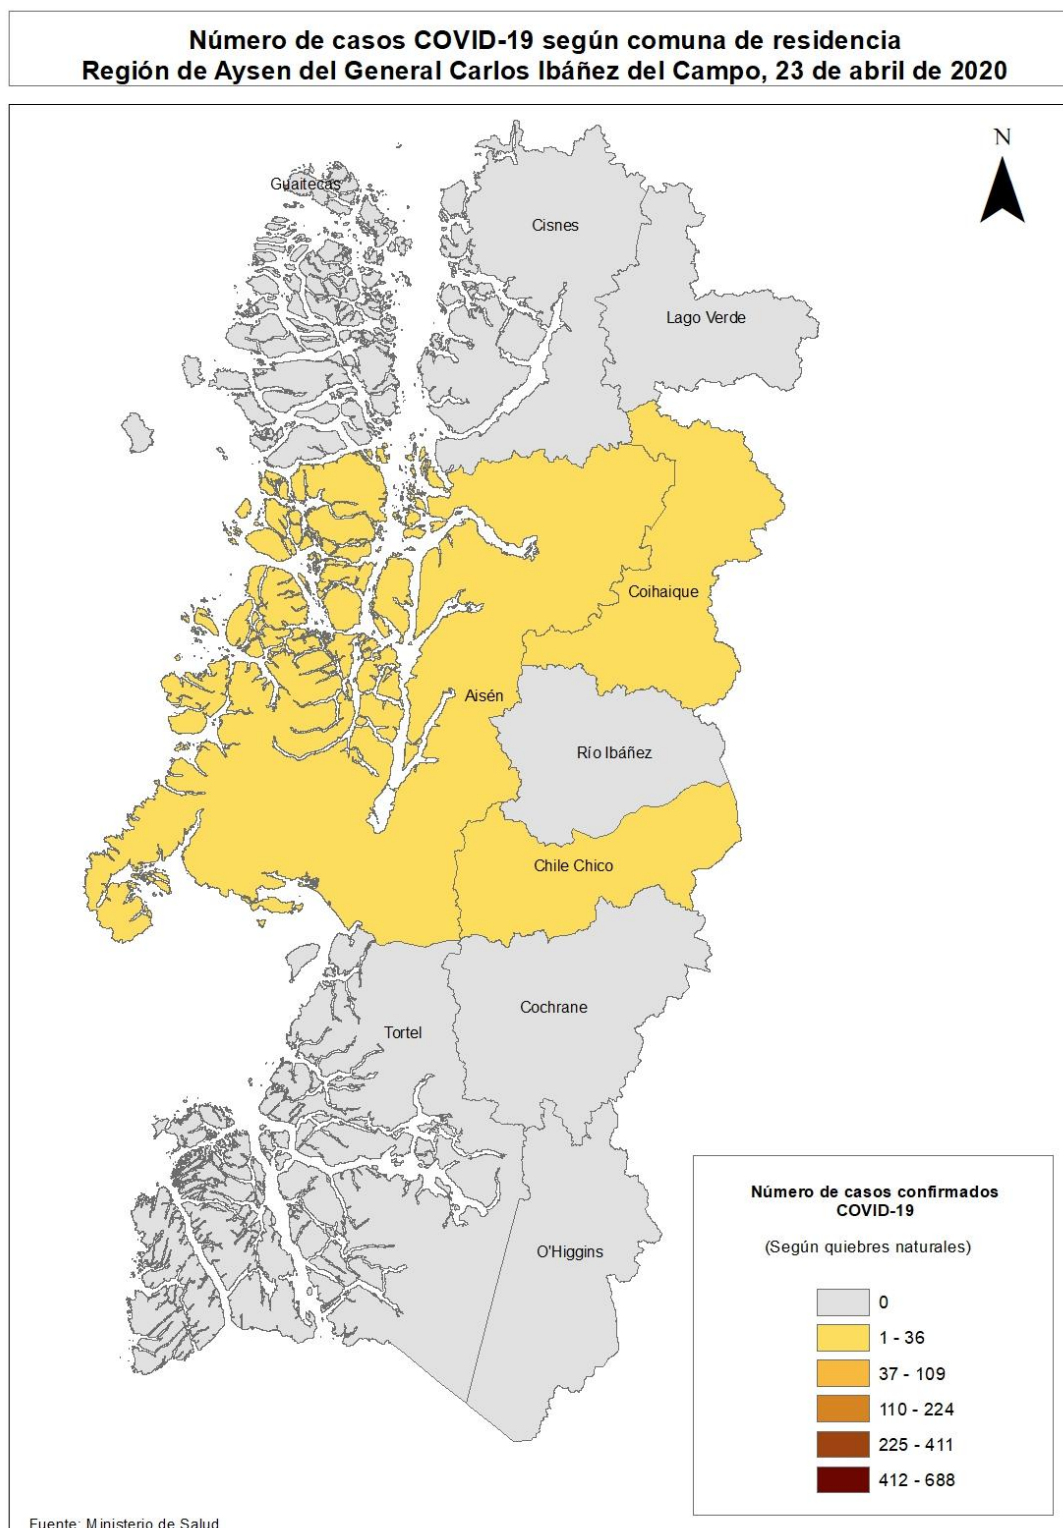 Número de casos COVID-19 según comuna de residencia
Región de Aysen del General Carlos Ibáñez del Campo, 23 de abril de 2020
N
Guaitecas
Cisnes
Lago Verde
Coihaique
Aisén
Río Ibáñez
Chile Chico
Cochrane
Tortel
O'Higgins
Número de casos confirmados
COVID-19
(Según quiebres naturales)
0
1 - 36
37 - 109
110 - 224
225 - 411
412 - 688
Fuente: Ministerio de Salud